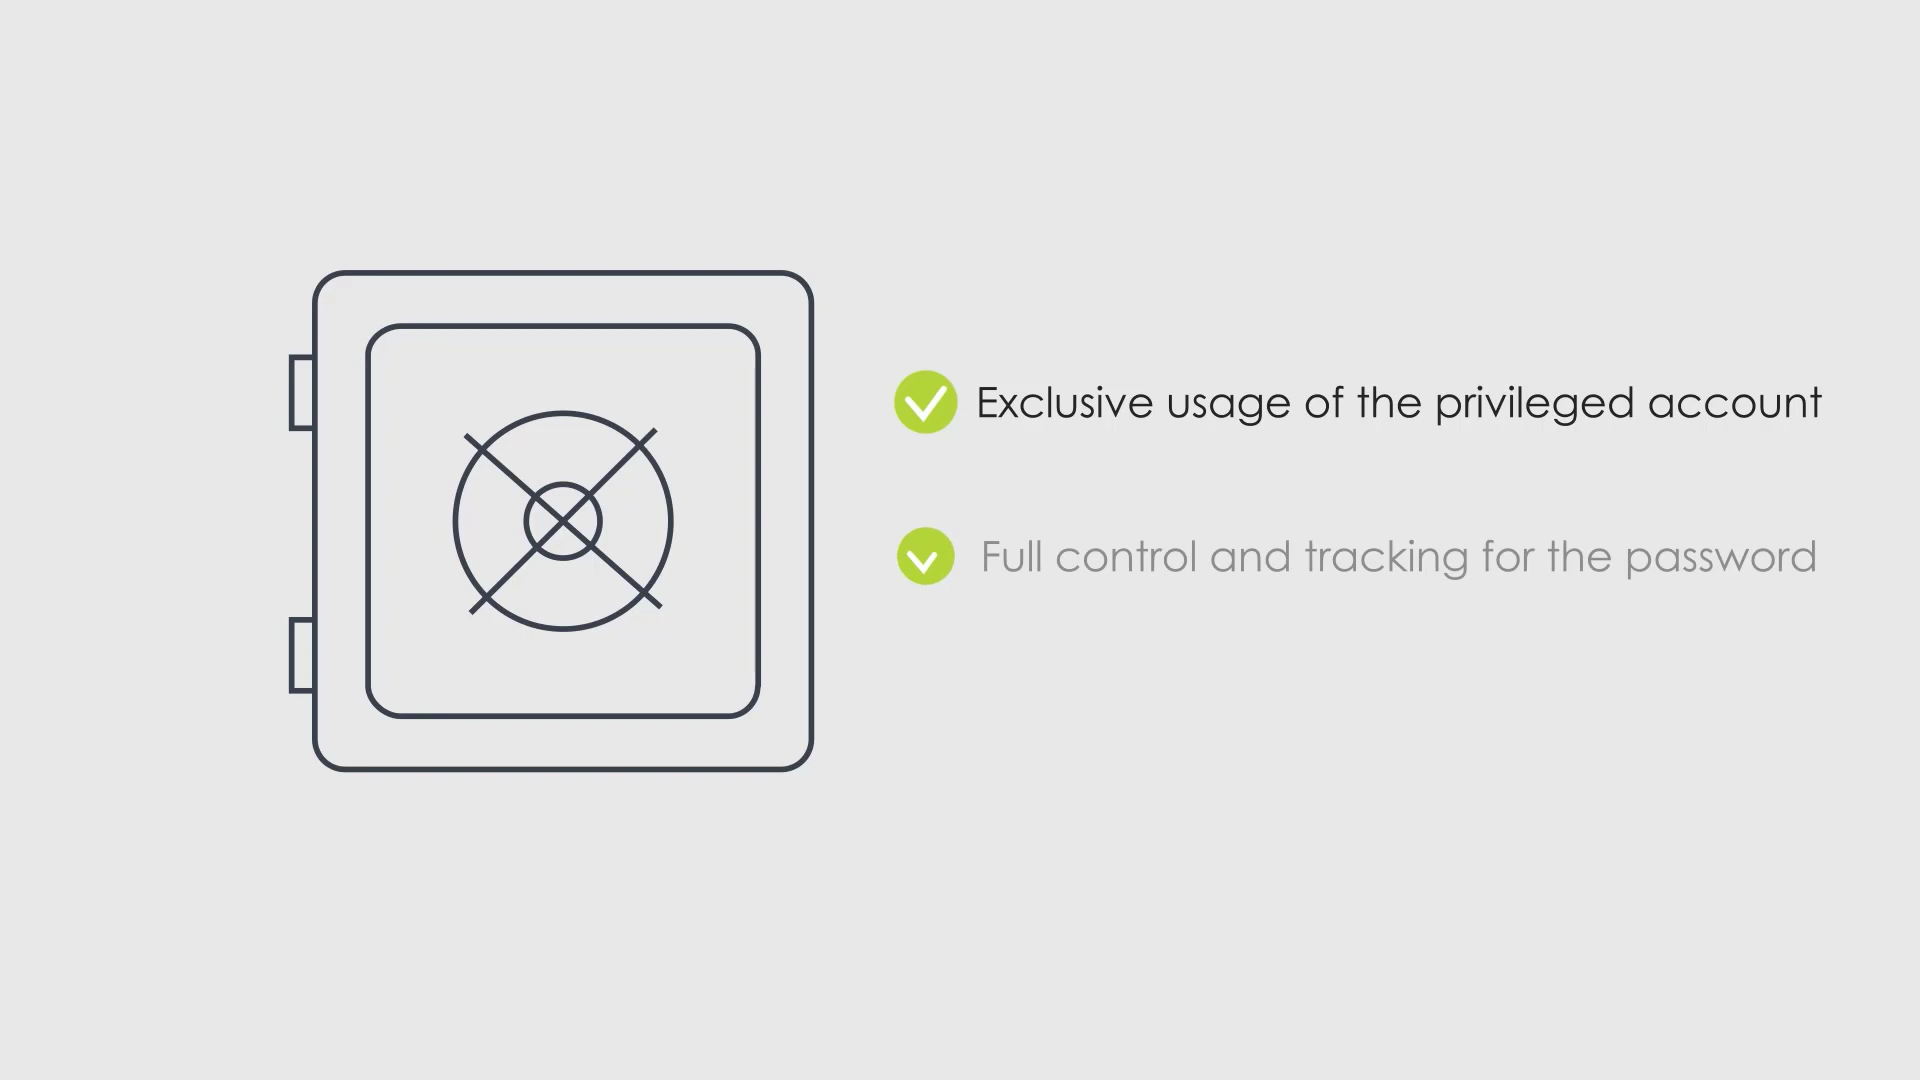 Exclusive usage of the privileged account
Full control and tracking for the password